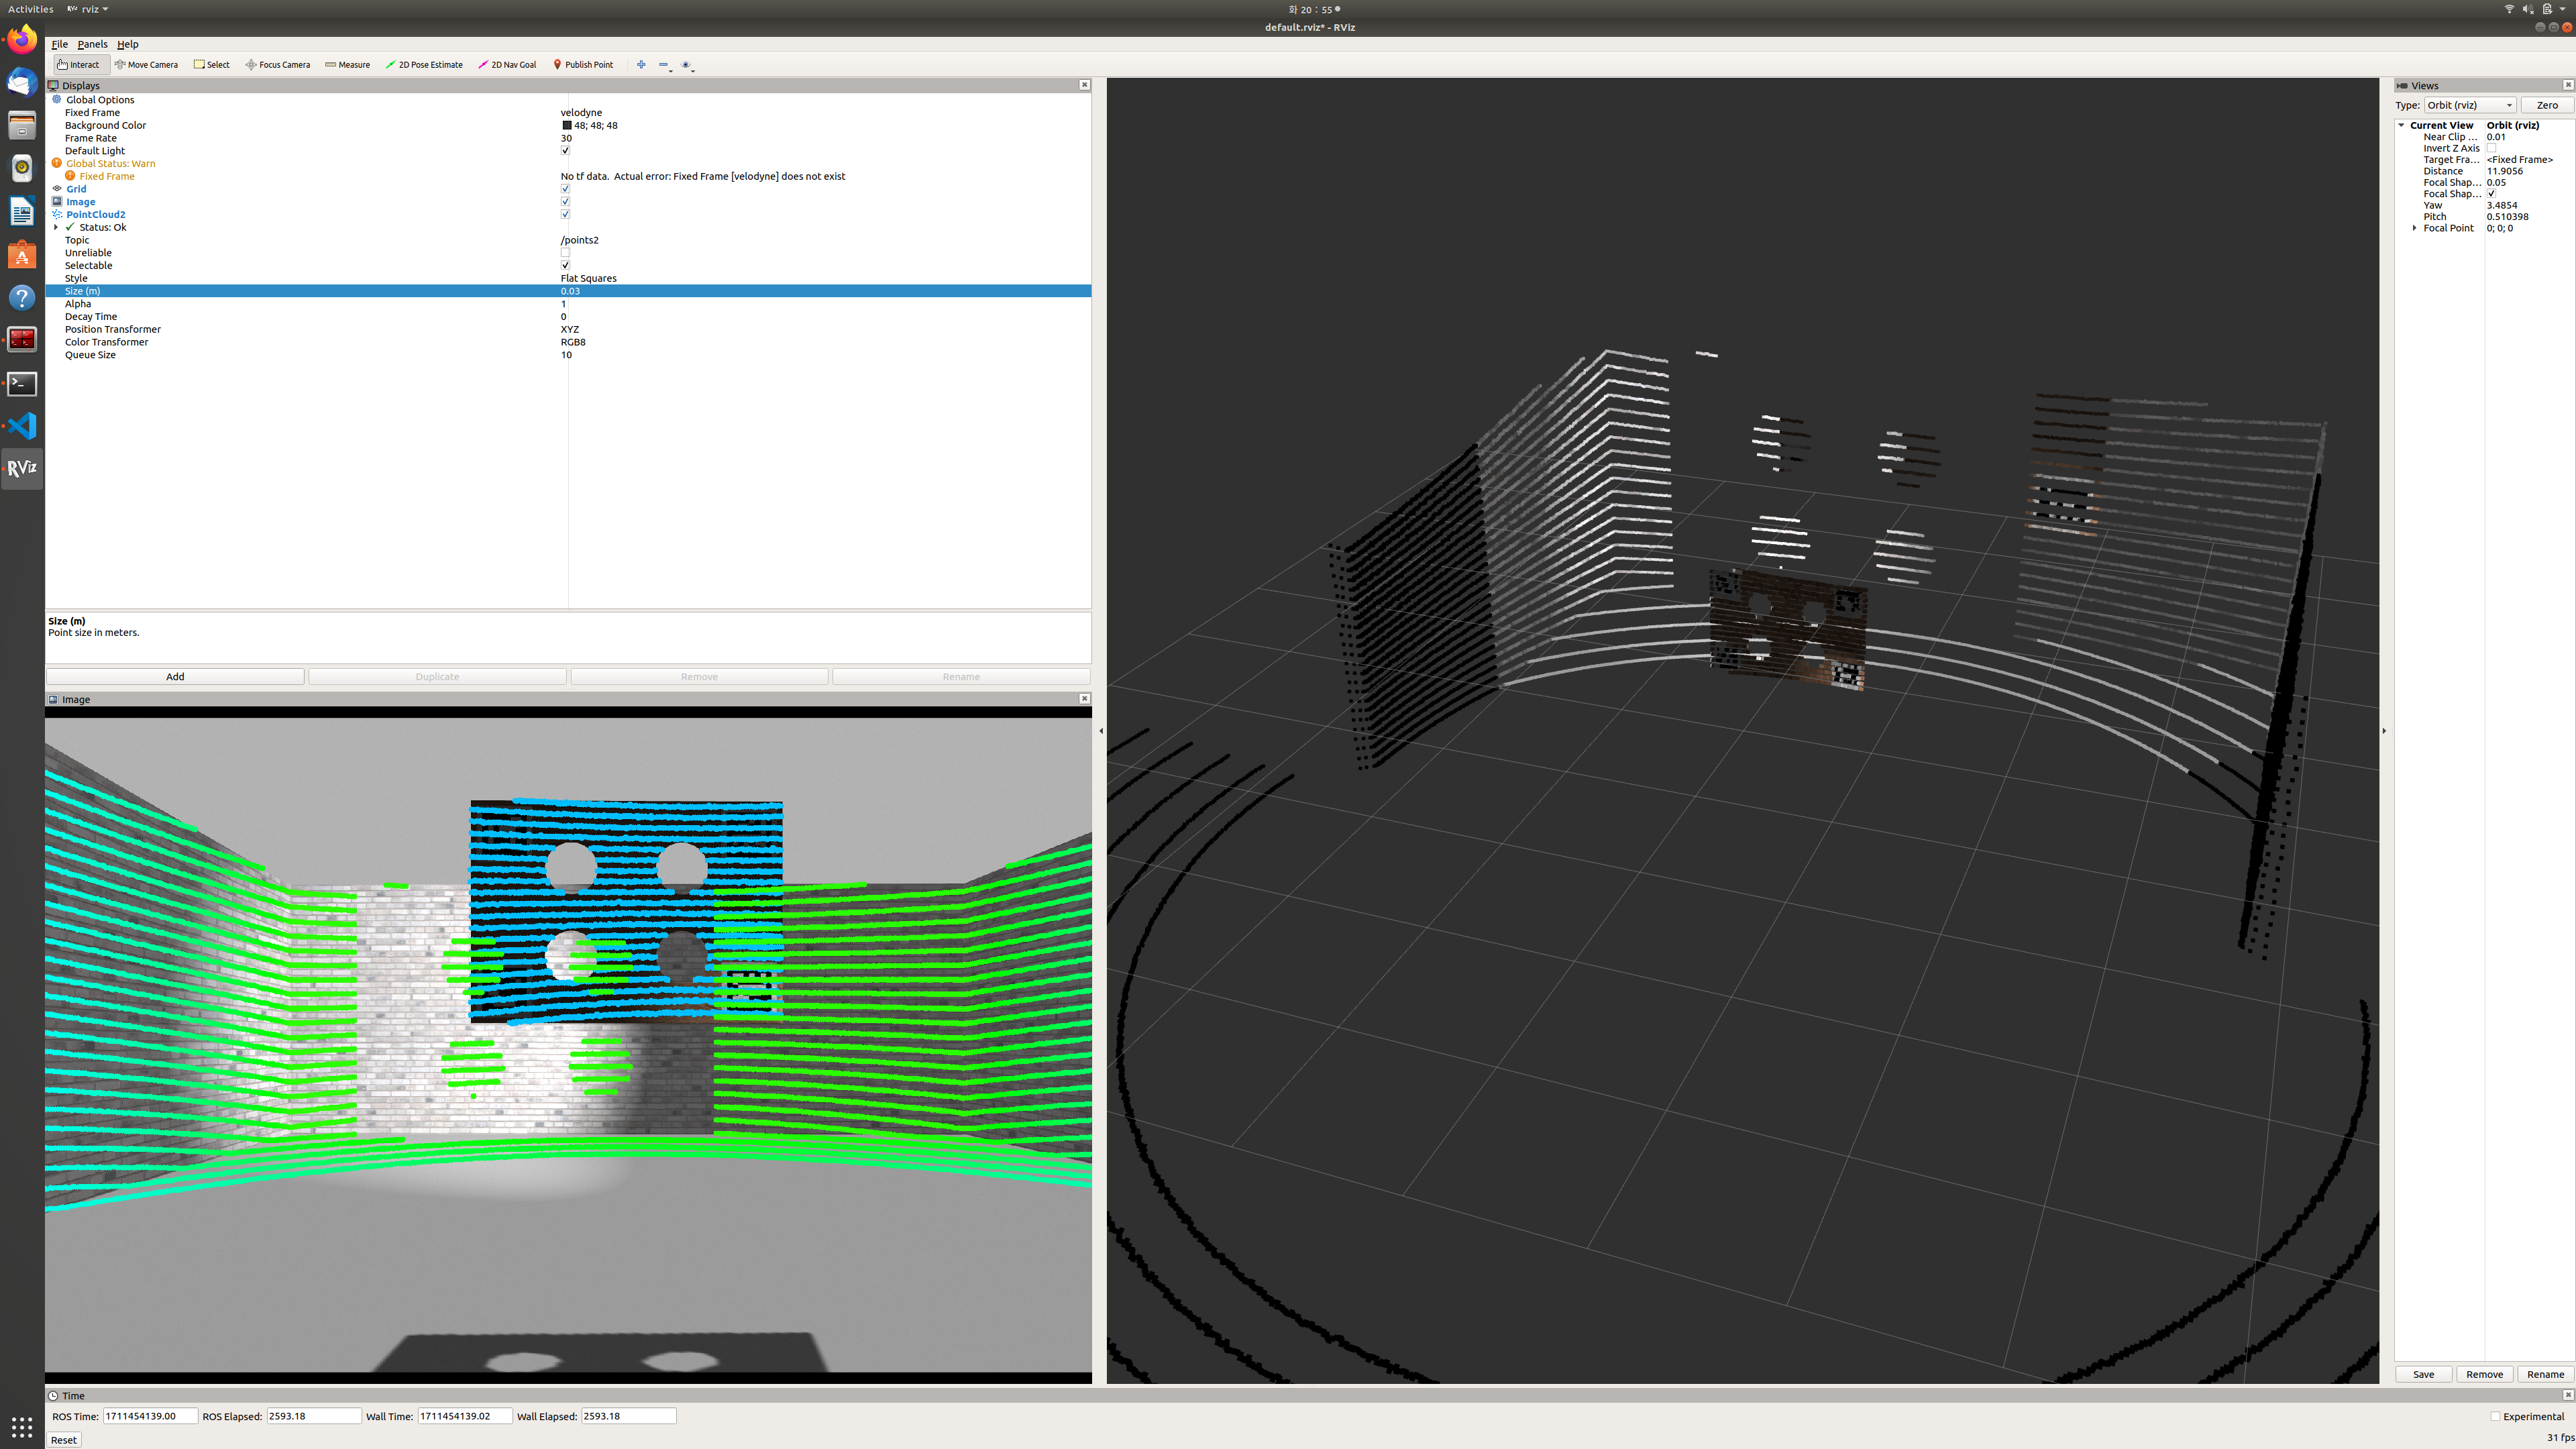 Activities RViz rviz 화 20 : 55
default.rviz* - RViz
File Panels Help
Interact Move Camera Select Focus Camera Measure 2D Pose Estimate 2D Nav Goal Publish Point
Displays
Global Options
Fixed Frame velodyne
Background Color 48; 48; 48
Frame Rate 30
Default Light
Global Status: Warn
Fixed Frame No tf data. Actual error: Fixed Frame [velodyne] does not exist
Grid
Image
PointCloud2
Status: Ok
Topic /points2
Unreliable
Selectable
Style Flat Squares
Size (m) 0.03
Alpha 1
Decay Time 0
Position Transformer XYZ
Color Transformer RGB8
Queue Size 10
Size (m)
Point size in meters.
Add Duplicate Remove Rename
Image
Views
Type: Orbit (rviz) Zero
Current View Orbit (rviz)
Near Clip ... 0.01
Invert Z Axis
Target Fra... <Fixed Frame>
Distance 11.9056
Focal Shap... 0.05
Focal Shap...
Yaw 3.4854
Pitch 0.510398
Focal Point 0; 0; 0
Save Remove Rename
RViz
Time
ROS Time: 1711454139.00 ROS Elapsed: 2593.18 Wall Time: 1711454139.02 Wall Elapsed: 2593.18 Experimental
Reset 31 fps